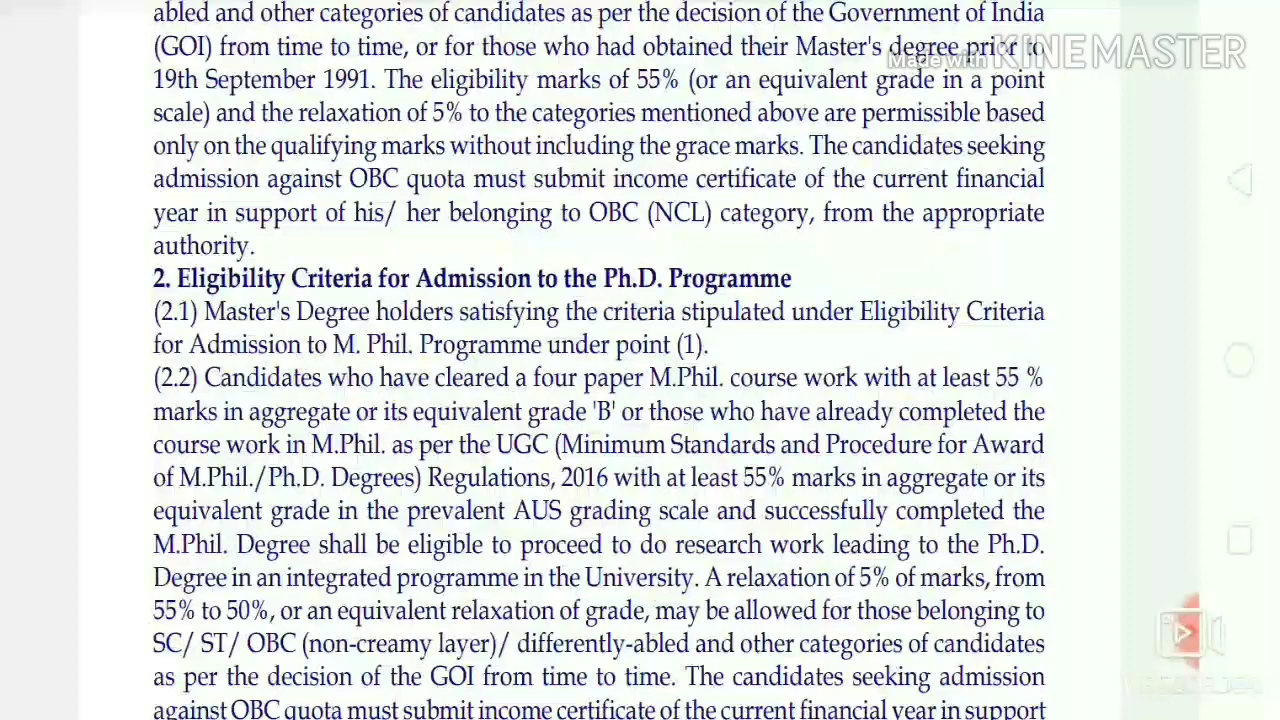 abled and other categories of candidates as per the decision of the Government of India
(GOI) from time to time, or for those who had obtained their Master's degree prior to
Made with KINEMASTER
19th September 1991. The eligibility marks of 55% (or an equivalent grade in a point
scale) and the relaxation of 5% to the categories mentioned above are permissible based
only on the qualifying marks without including the grace marks. The candidates seeking
admission against OBC quota must submit income certificate of the current financial
year in support of his/ her belonging to OBC (NCL) category, from the appropriate
authority.
2. Eligibility Criteria for Admission to the Ph.D. Programme
(2.1) Master's Degree holders satisfying the criteria stipulated under Eligibility Criteria
for Admission to M. Phil. Programme under point (1).
(2.2) Candidates who have cleared a four paper M.Phil. course work with at least 55 %
marks in aggregate or its equivalent grade 'B' or those who have already completed the
course work in M.Phil. as per the UGC (Minimum Standards and Procedure for Award
of M.Phil./Ph.D. Degrees) Regulations, 2016 with at least 55% marks in aggregate or its
equivalent grade in the prevalent AUS grading scale and successfully completed the
M.Phil. Degree shall be eligible to proceed to do research work leading to the Ph.D.
Degree in an integrated programme in the University. A relaxation of 5% of marks, from
55% to 50%, or an equivalent relaxation of grade, may be allowed for those belonging to
SC/ ST/ OBC (non-creamy layer)/ differently-abled and other categories of candidates
as per the decision of the GOI from time to time. The candidates seeking admission
against OBC quota must submit income certificate of the current financial year in support